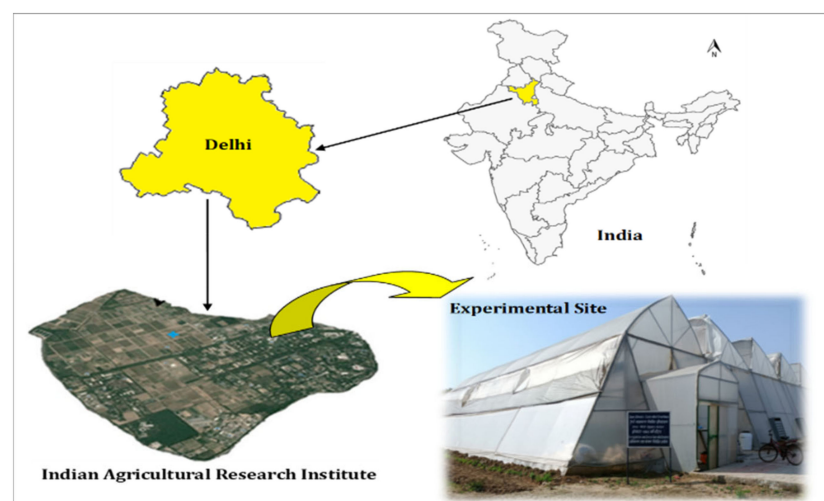 N
Delhi
India
Experimental Site
Indian Agricultural Research Institute